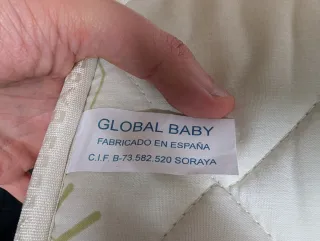 GLOBAL BABY
FABRICADO EN ESPAÑA
C.I.F. B-73.582.520 SORAYA